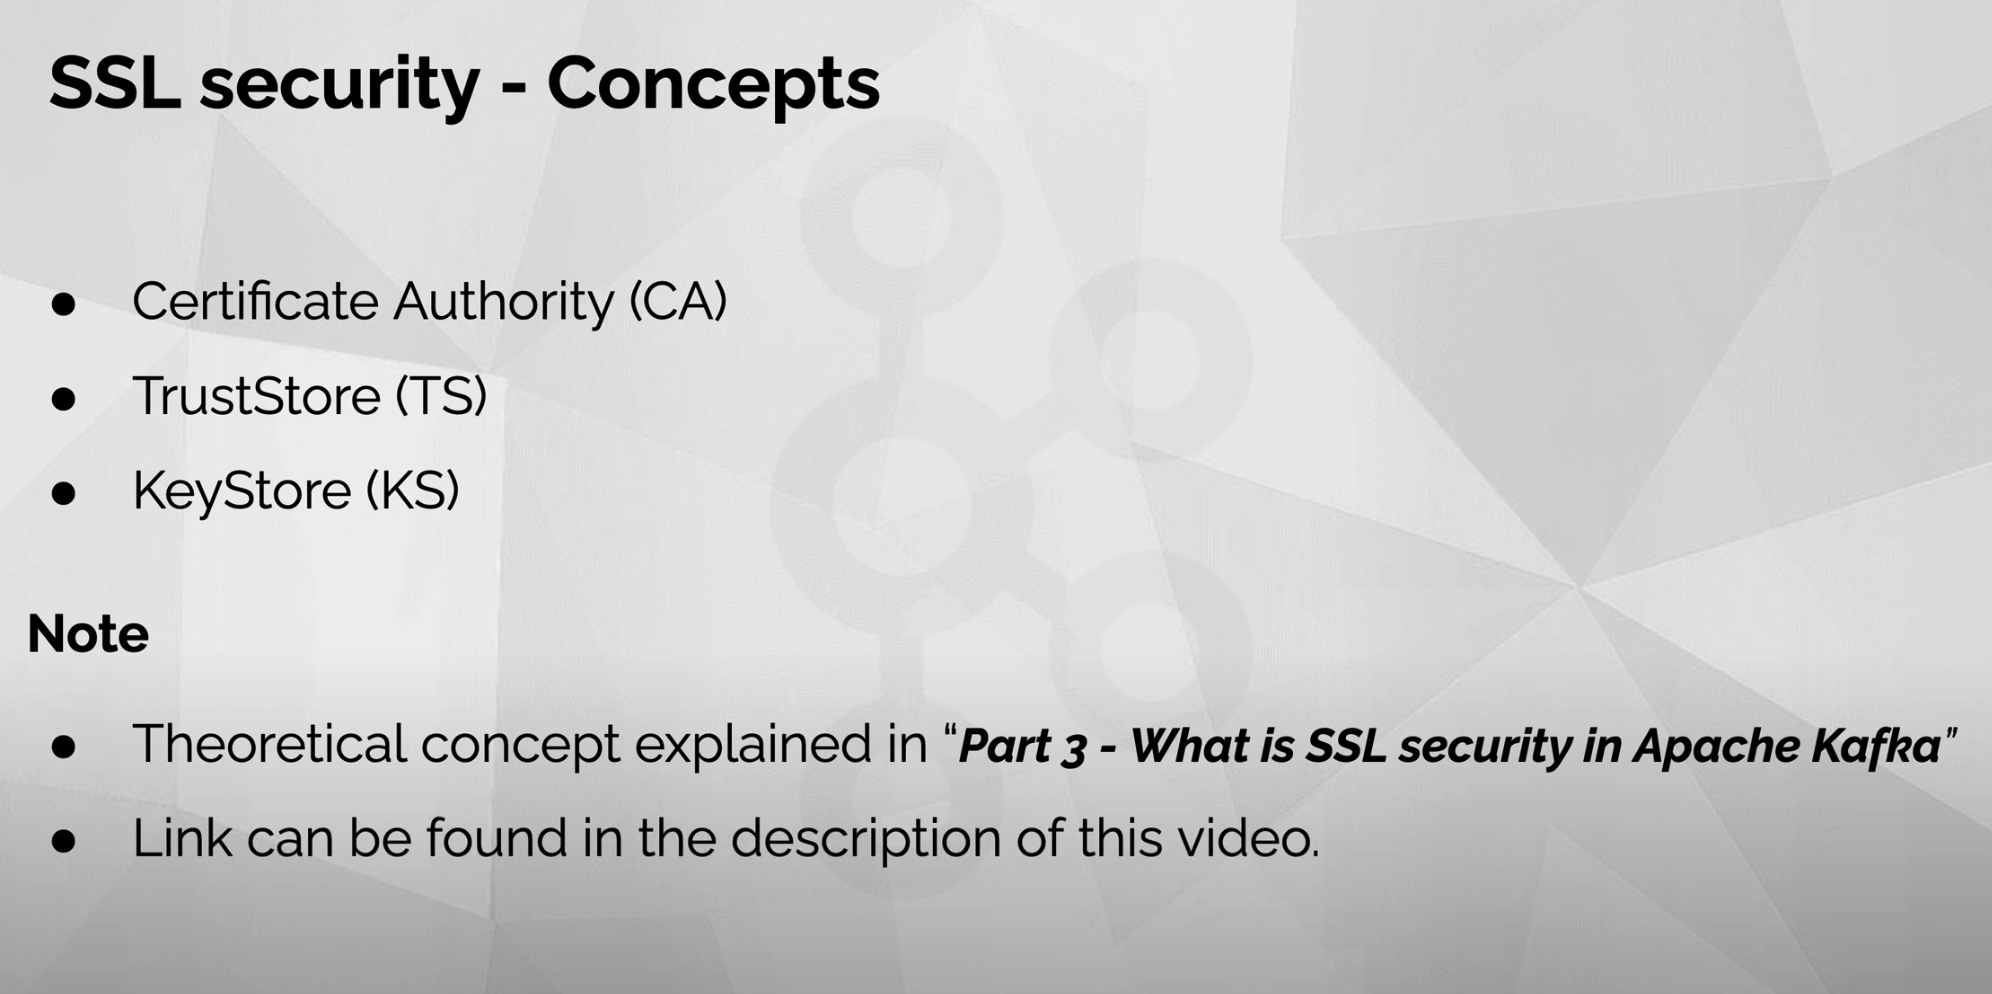 SSL security - Concepts
● Certificate Authority (CA)
● TrustStore (TS)
● KeyStore (KS)
Note
● Theoretical concept explained in “Part 3 - What is SSL security in Apache Kafka”
● Link can be found in the description of this video.